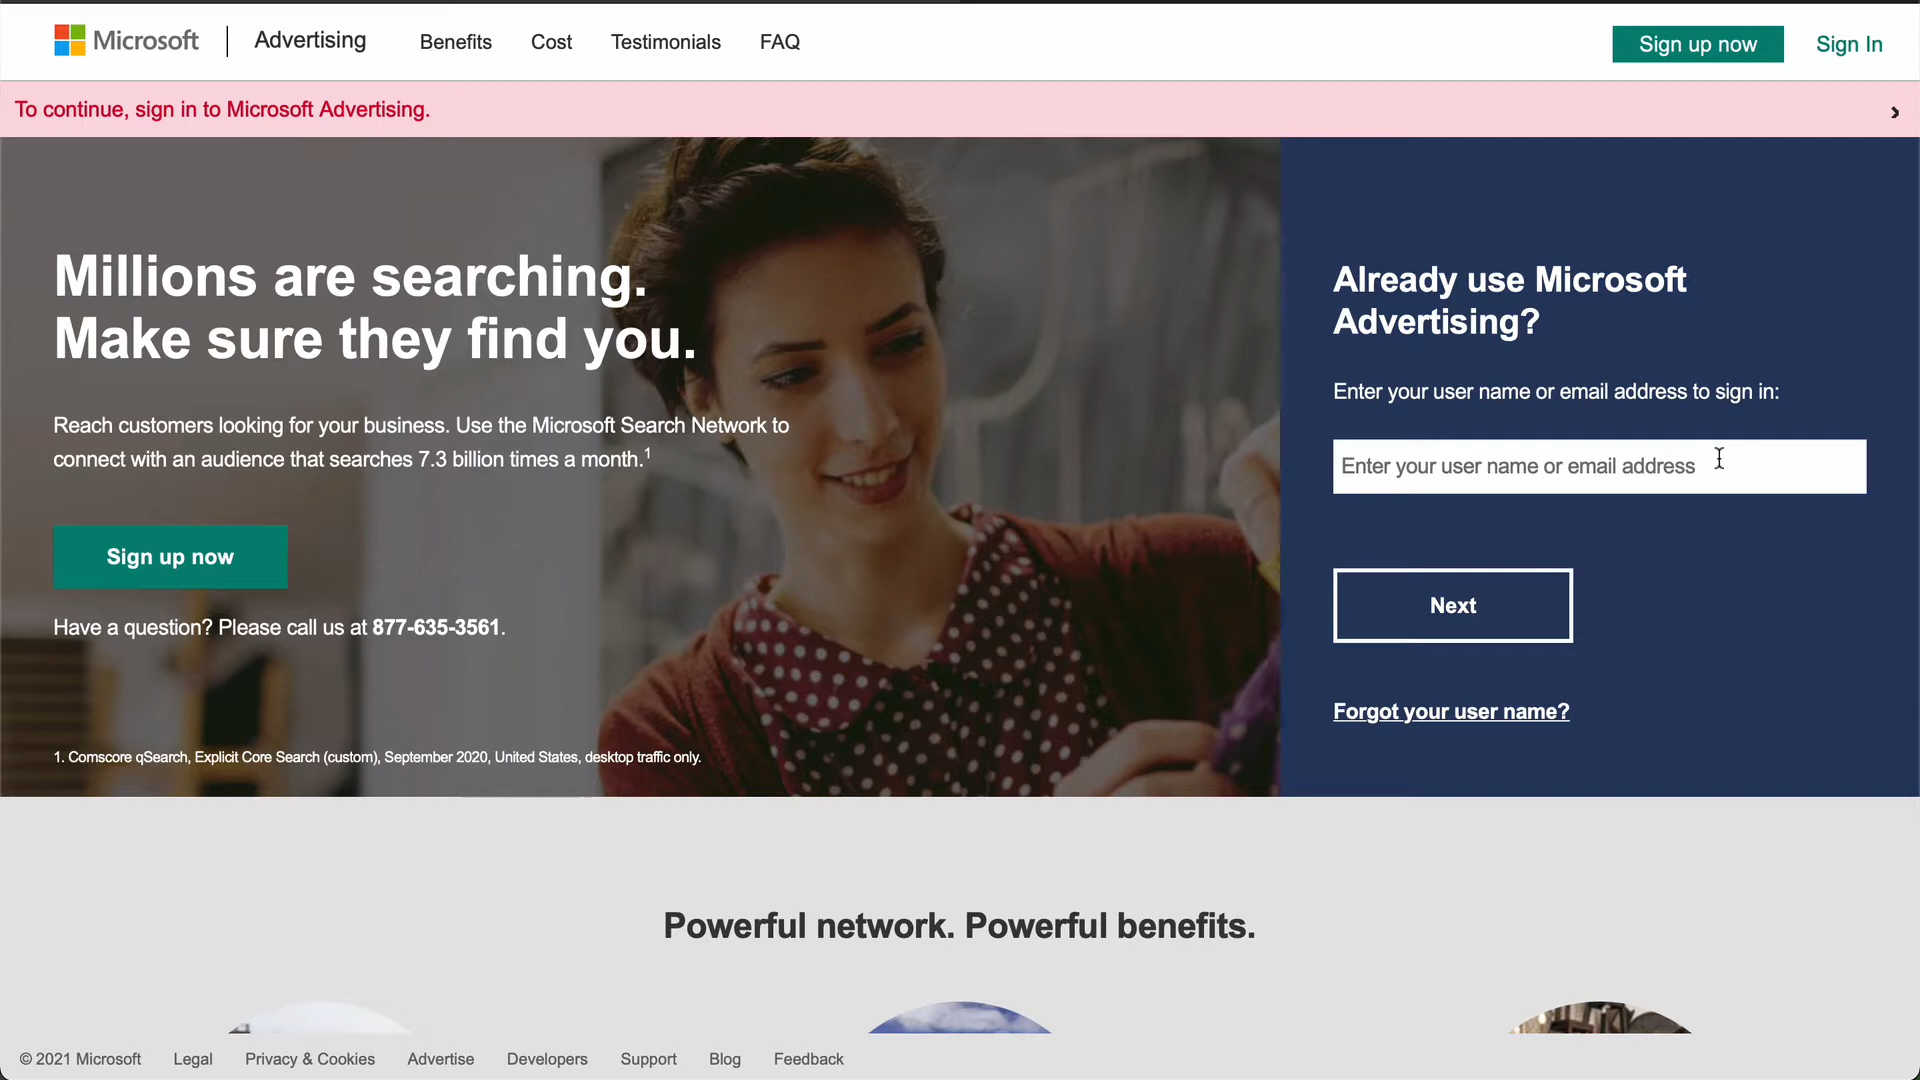 Microsoft
Advertising
Benefits
Cost
Testimonials
FAQ
Sign up now
Sign In
To continue, sign in to Microsoft Advertising.
Millions are searching.
Make sure they find you.
Reach customers looking for your business. Use the Microsoft Search Network to
connect with an audience that searches 7.3 billion times a month.1
Sign up now
Have a question? Please call us at 877-635-3561.
1. Comscore qSearch, Explicit Core Search (custom), September 2020, United States, desktop traffic only.
Already use Microsoft
Advertising?
Enter your user name or email address to sign in:
Enter your user name or email address
Next
Forgot your user name?
Powerful network. Powerful benefits.
© 2021 Microsoft
Legal
Privacy & Cookies
Advertise
Developers
Support
Blog
Feedback